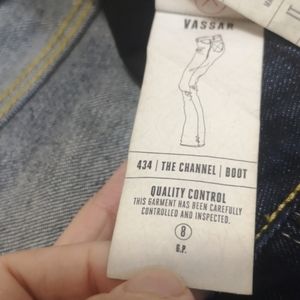 VASSAR
434 | THE CHANNEL | BOOT
QUALITY CONTROL
THIS GARMENT HAS BEEN CAREFULLY
CONTROLLED AND INSPECTED.
8
G.P.